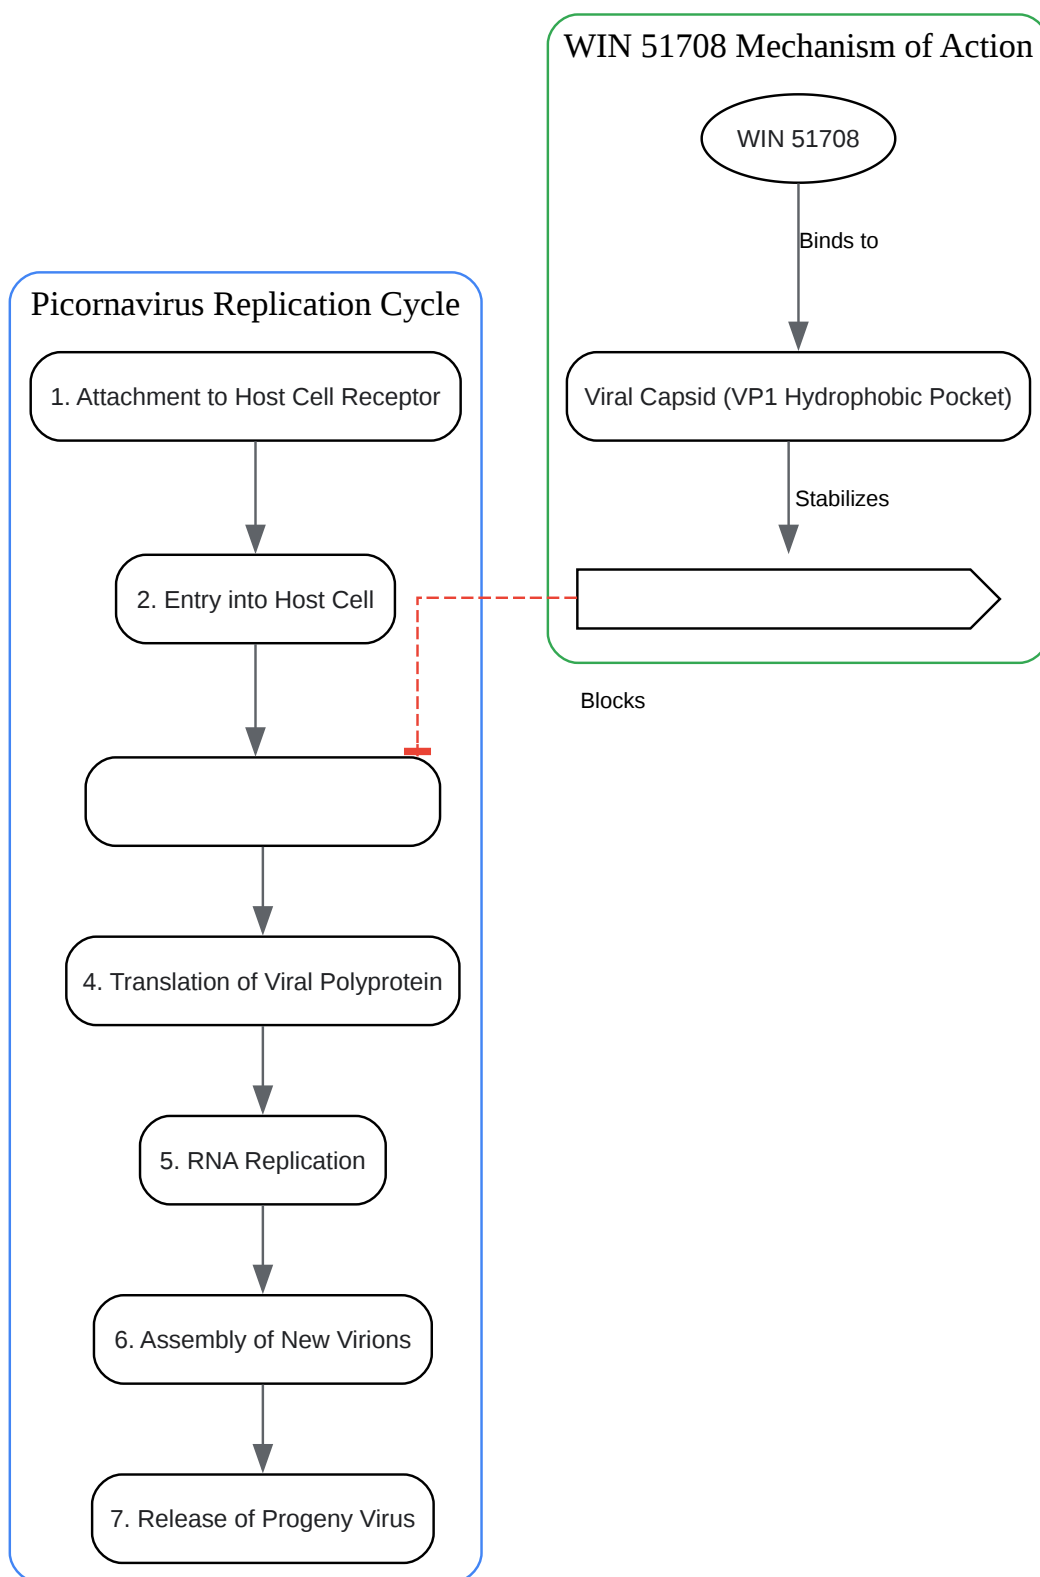 WIN 51708 Mechanism of Action
WIN 51708
Binds to
Viral Capsid (VP1 Hydrophobic Pocket)
Stabilizes
Blocks
Picornavirus Replication Cycle
1. Attachment to Host Cell Receptor
2. Entry into Host Cell
4. Translation of Viral Polyprotein
5. RNA Replication
6. Assembly of New Virions
7. Release of Progeny Virus